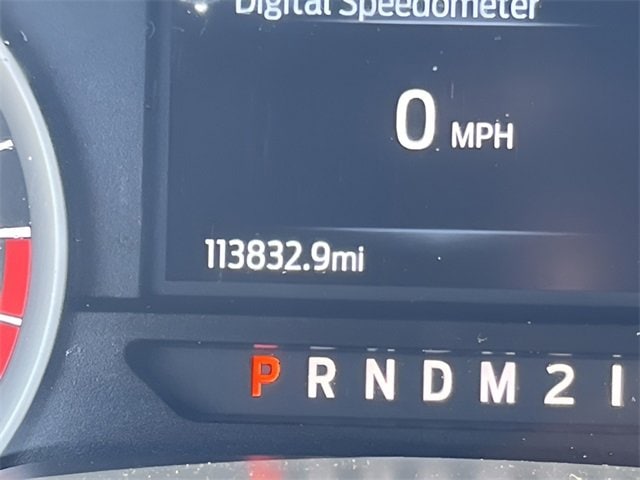 Digital Speedometer
0 MPH
113832.9mi
P R N D M 2 1